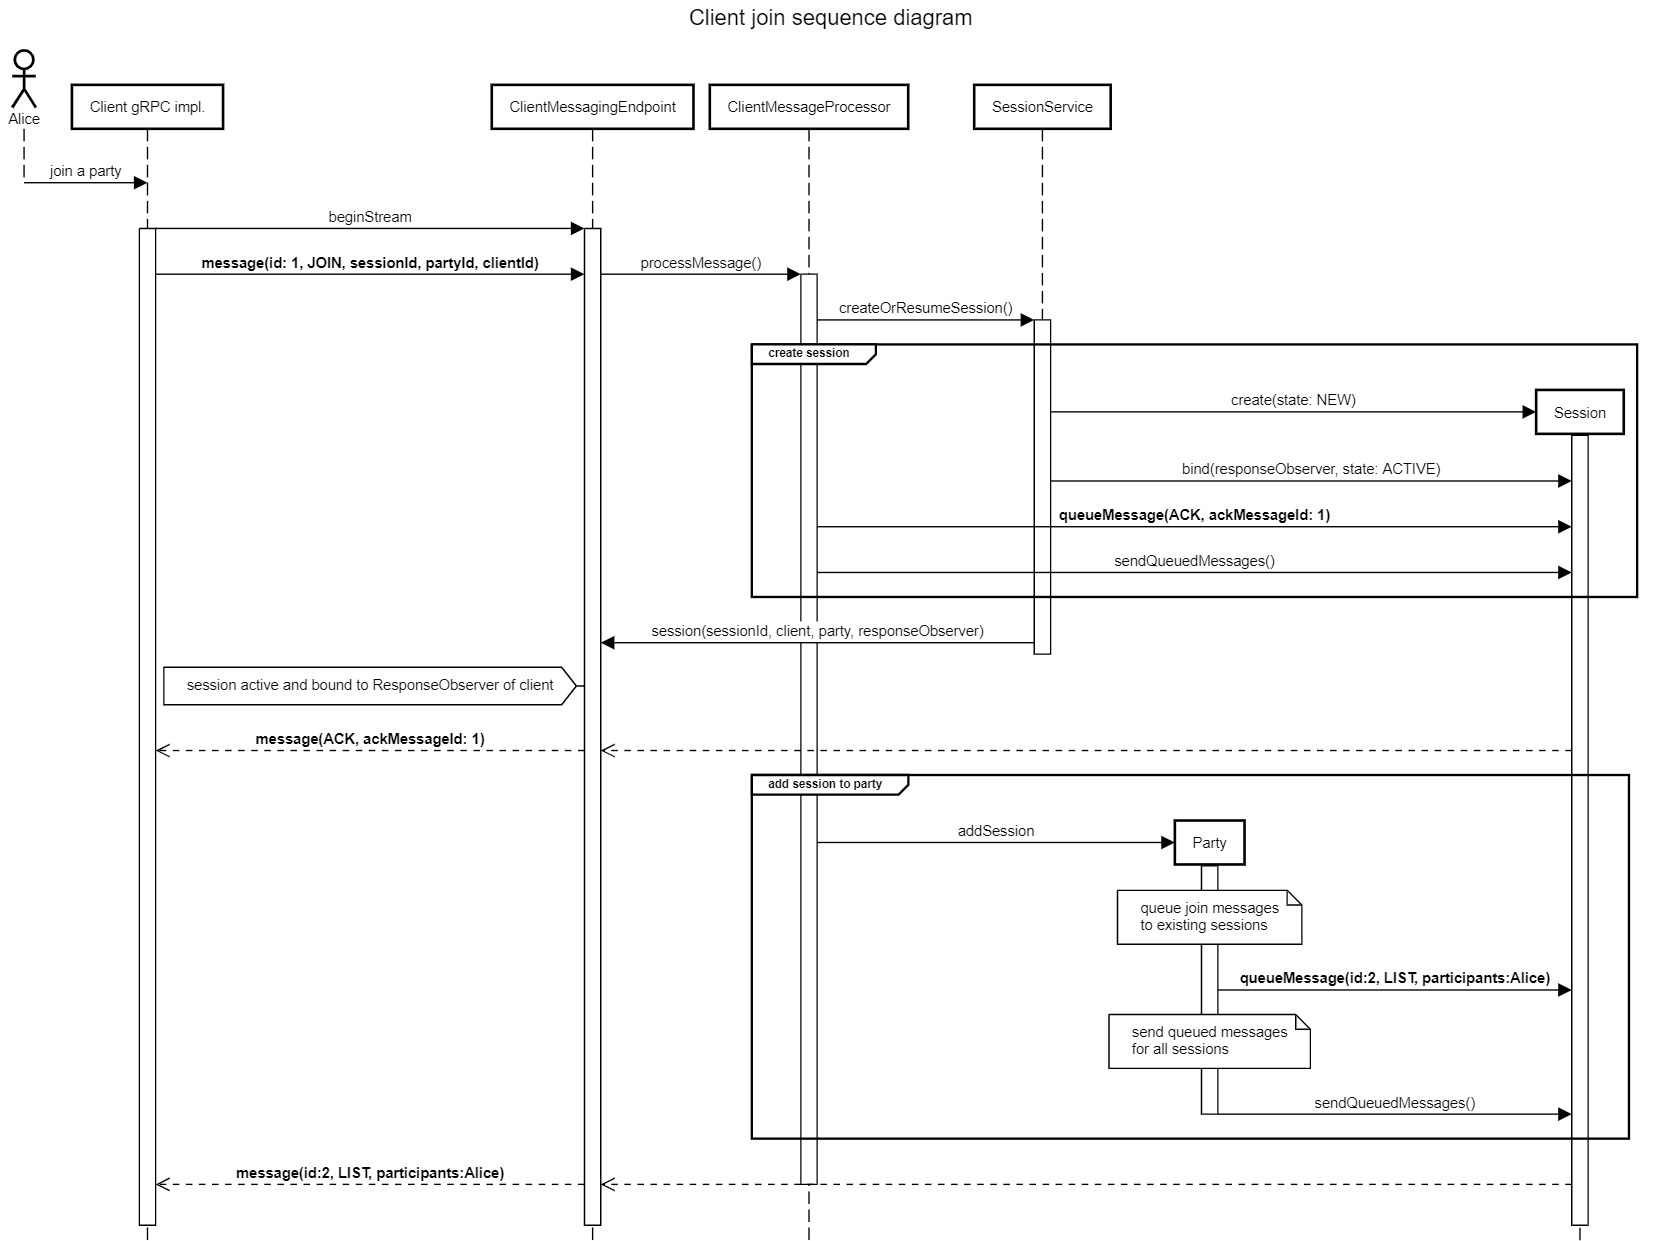 Client join sequence diagram
Alice
Client gRPC impl.
ClientMessagingEndpoint
ClientMessageProcessor
SessionService
join a party
beginStream
message(id: 1, JOIN, sessionId, partyId, clientId)
processMessage()
createOrResumeSession()
create session
create(state: NEW)
Session
bind(responseObserver, state: ACTIVE)
queueMessage(ACK, ackMessageId: 1)
sendQueuedMessages()
session(sessionId, client, party, responseObserver)
session active and bound to ResponseObserver of client
message(ACK, ackMessageId: 1)
add session to party
addSession
Party
queue join messages
to existing sessions
queueMessage(id:2, LIST, participants:Alice)
send queued messages
for all sessions
sendQueuedMessages()
message(id:2, LIST, participants:Alice)